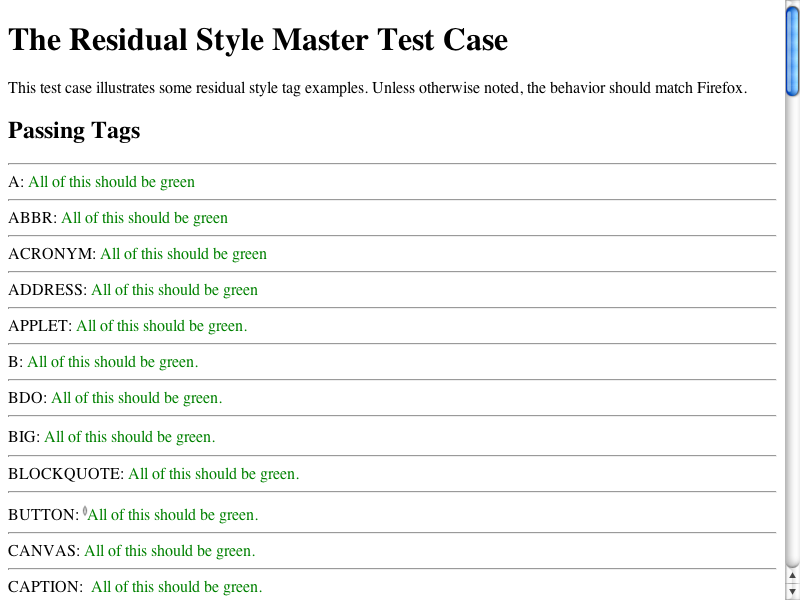 The Residual Style Master Test Case
This test case illustrates some residual style tag examples. Unless otherwise noted, the behavior should match Firefox.
Passing Tags
A: All of this should be green
ABBR: All of this should be green
ACRONYM: All of this should be green
ADDRESS: All of this should be green
APPLET: All of this should be green.
B: All of this should be green.
BDO: All of this should be green.
BIG: All of this should be green.
BLOCKQUOTE: All of this should be green.
BUTTON: All of this should be green.
CANVAS: All of this should be green.
CAPTION: All of this should be green.